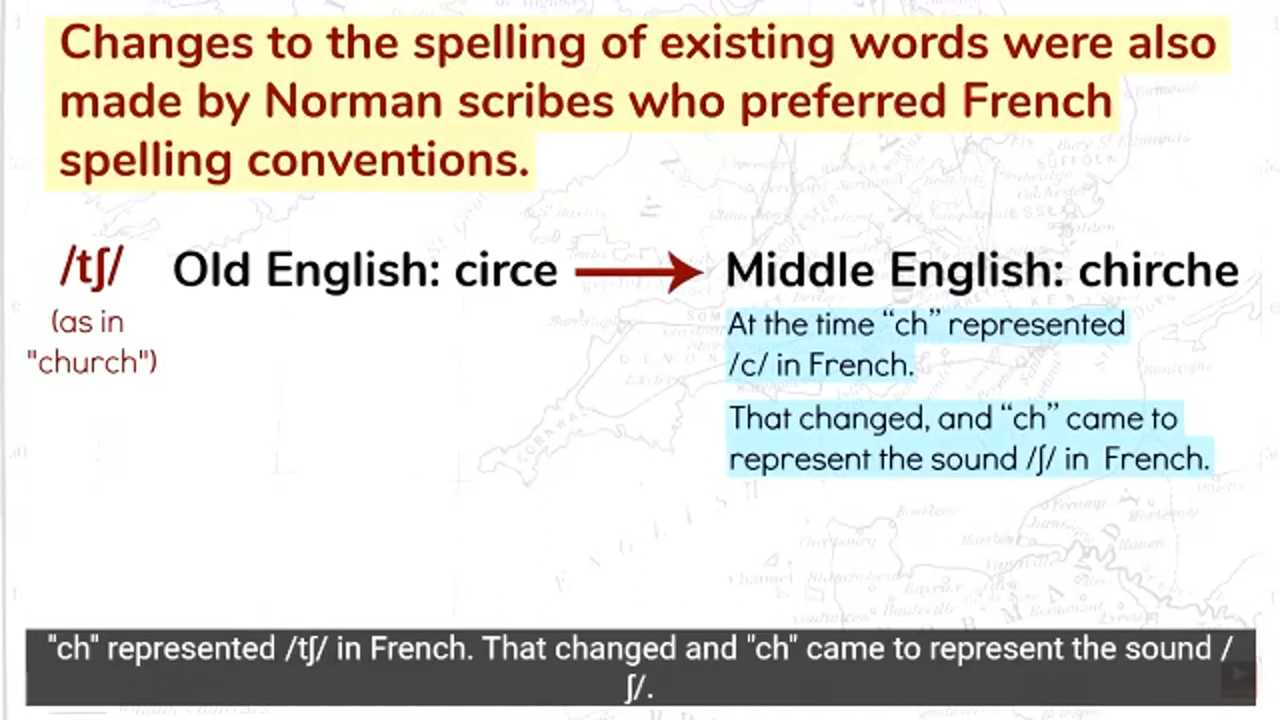 Changes to the spelling of existing words were also
made by Norman scribes who preferred French
spelling conventions.
/tʃ/ Old English: circe Middle English: chirche
(as in
"church")
At the time “ch” represented
/c/ in French.
That changed, and “ch” came to
represent the sound /ʃ/ in French.
"ch" represented /tʃ/ in French. That changed and "ch" came to represent the sound /
ʃ/.